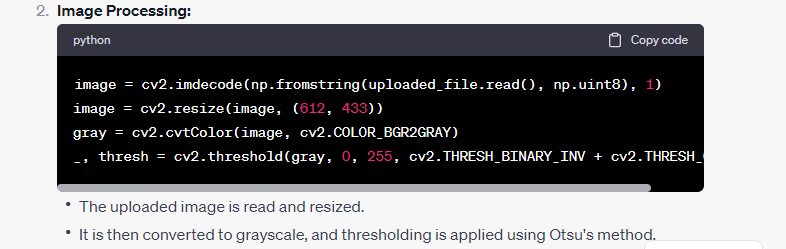 2. Image Processing:
python Copy code
image = cv2.imdecode(np.fromstring(uploaded_file.read(), np.uint8), 1)
image = cv2.resize(image, (612, 433))
gray = cv2.cvtColor(image, cv2.COLOR_BGR2GRAY)
_, thresh = cv2.threshold(gray, 0, 255, cv2.THRESH_BINARY_INV + cv2.THRESH_
• The uploaded image is read and resized.
• It is then converted to grayscale, and thresholding is applied using Otsu's method.